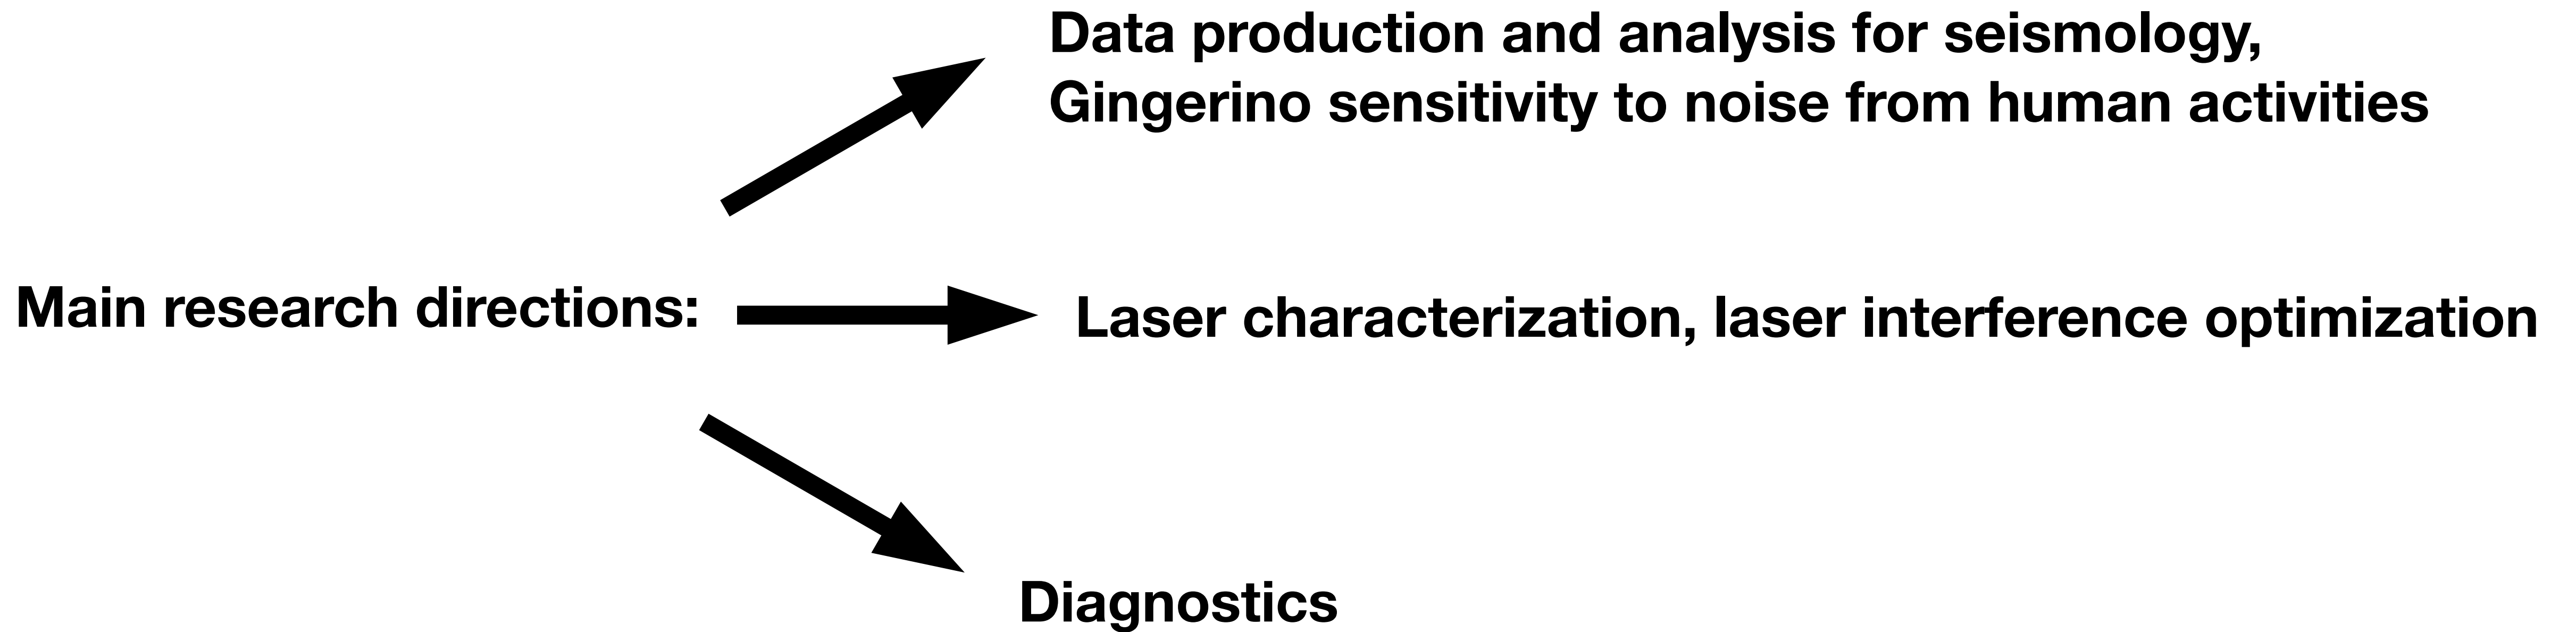 Data production and analysis for seismology,
Gingerino sensitivity to noise from human activities
Main research directions:
Laser characterization, laser interference optimization
Diagnostics